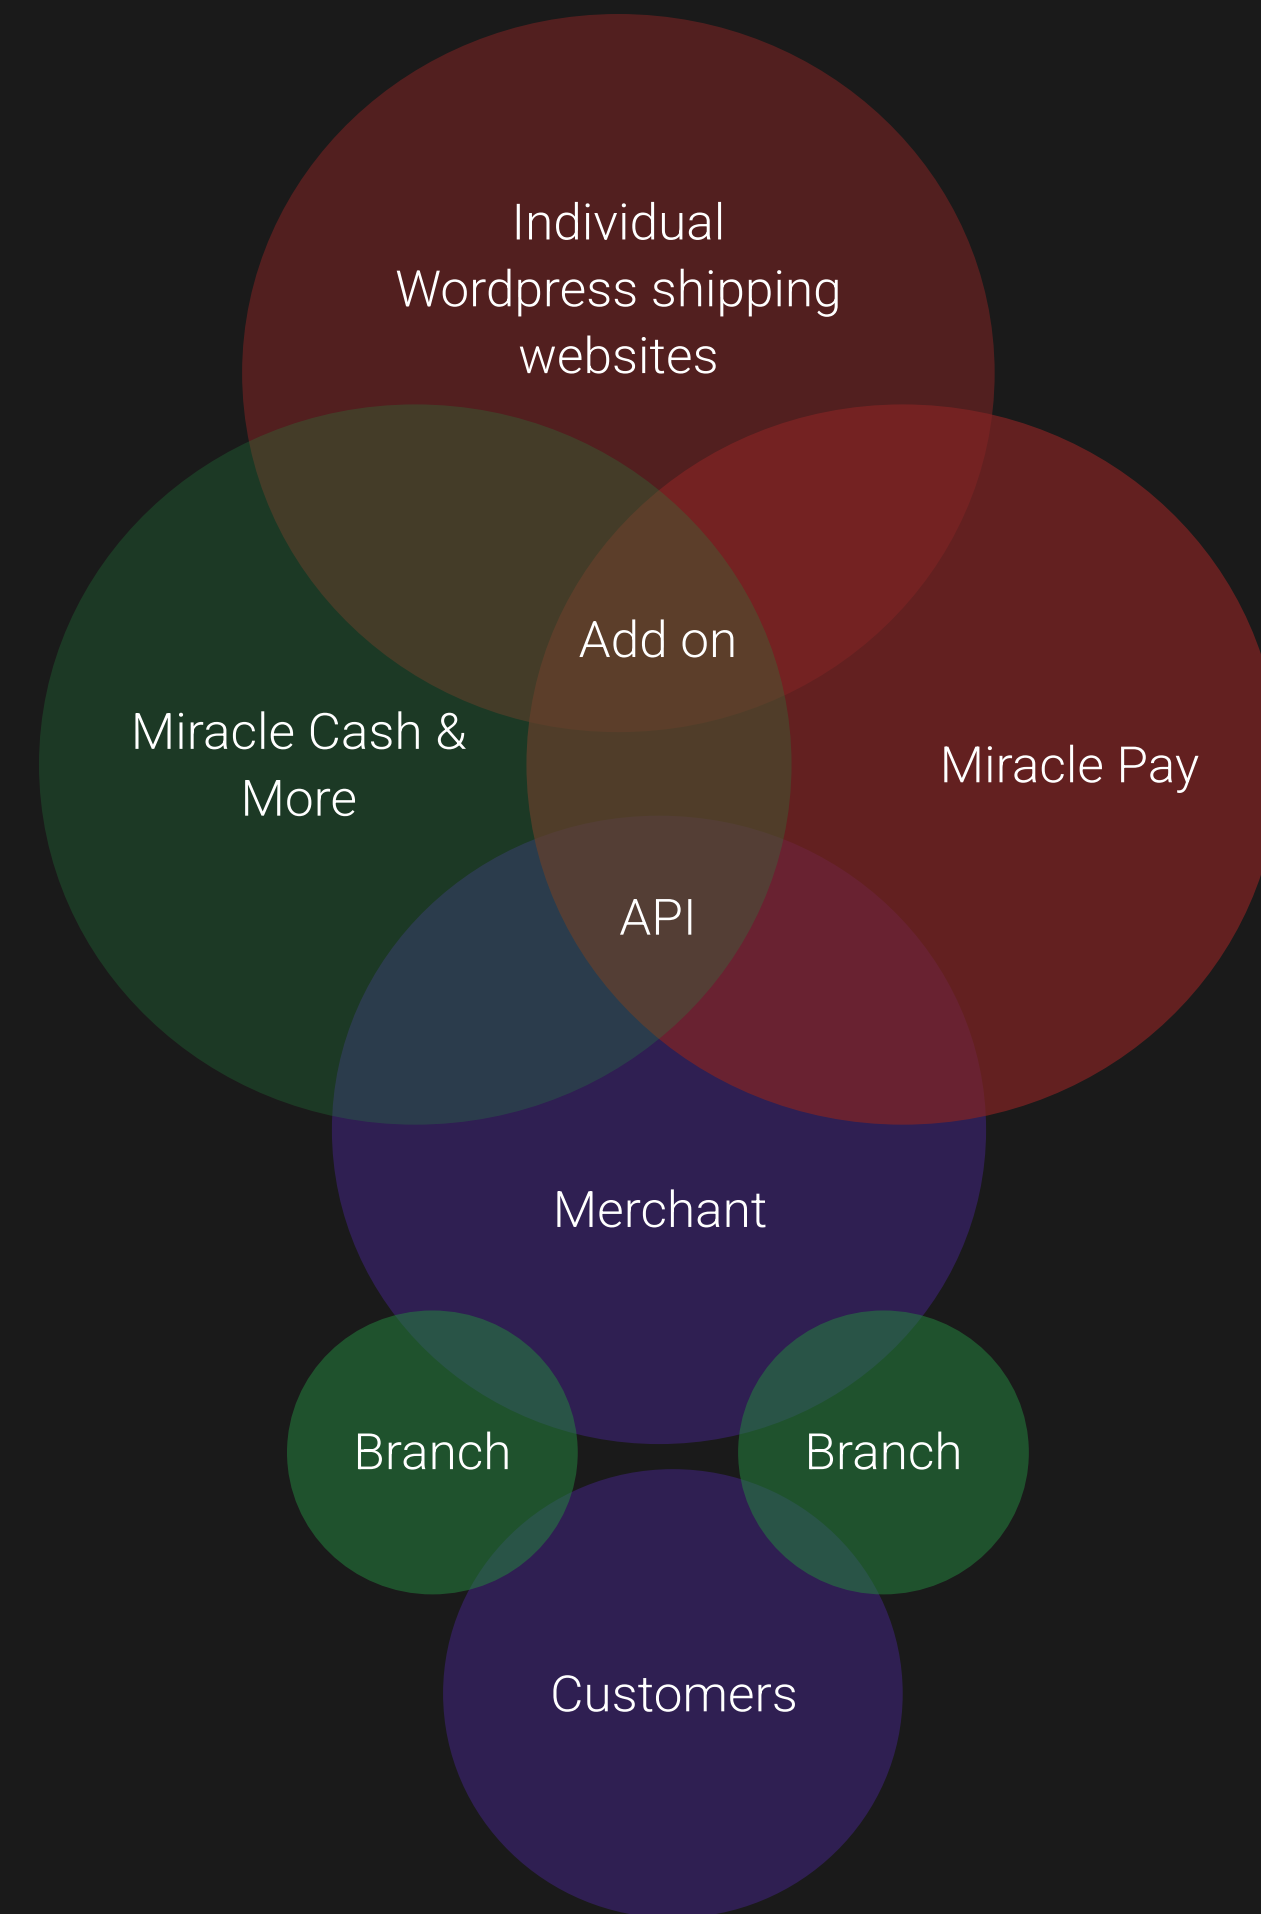 Individual
Wordpress shipping
websites
Add on
Miracle Cash &
More
Miracle Pay
API
Merchant
Branch
Branch
Customers